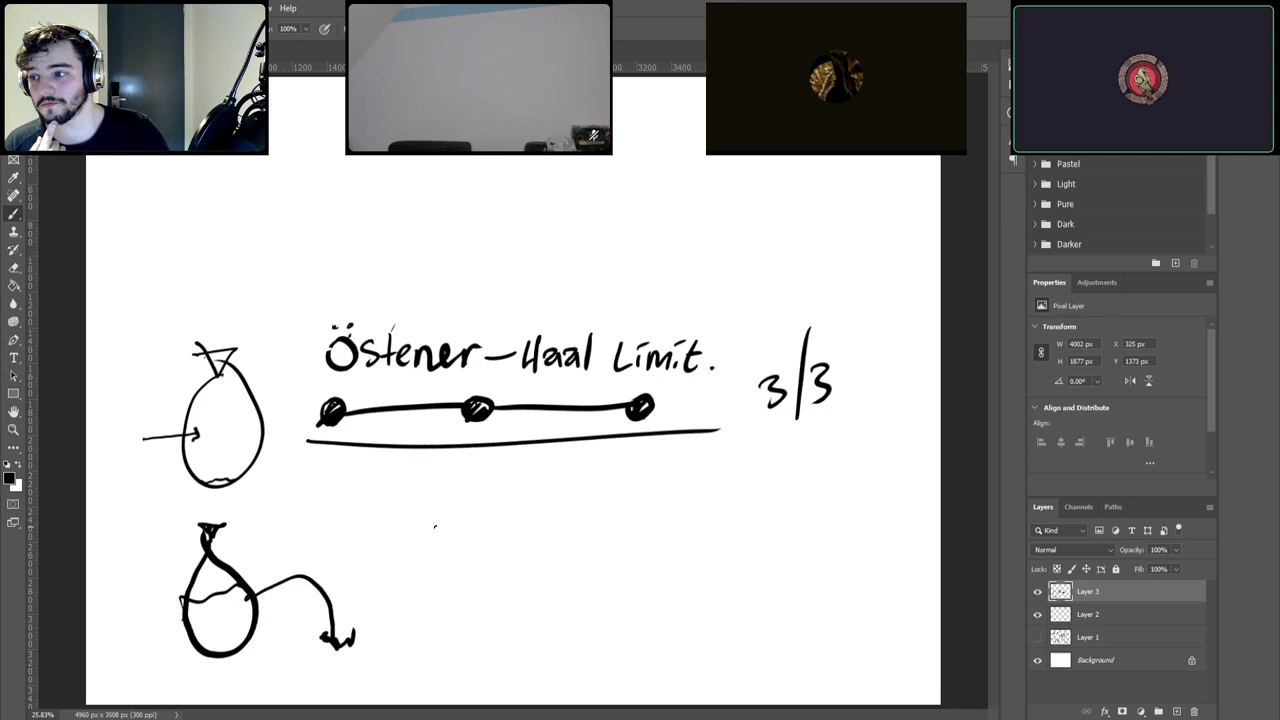 Help
100%
1200
1400
3200
3400
5
Pastel
Light
Pure
Dark
Darker
Properties
Adjustments
Pixel Layer
Transform
W 4002 px X 325 px
H 1877 px Y 1373 px
0.00°
Align and Distribute
Align:
Östener-Haal Limit.
3/3
Layers
Channels
Paths
Kind
Normal
Opacity: 100%
Lock:
Fill: 100%
Layer 3
Layer 2
Layer 1
Background
fx
25.83%
4960 px x 3508 px (300 ppi)